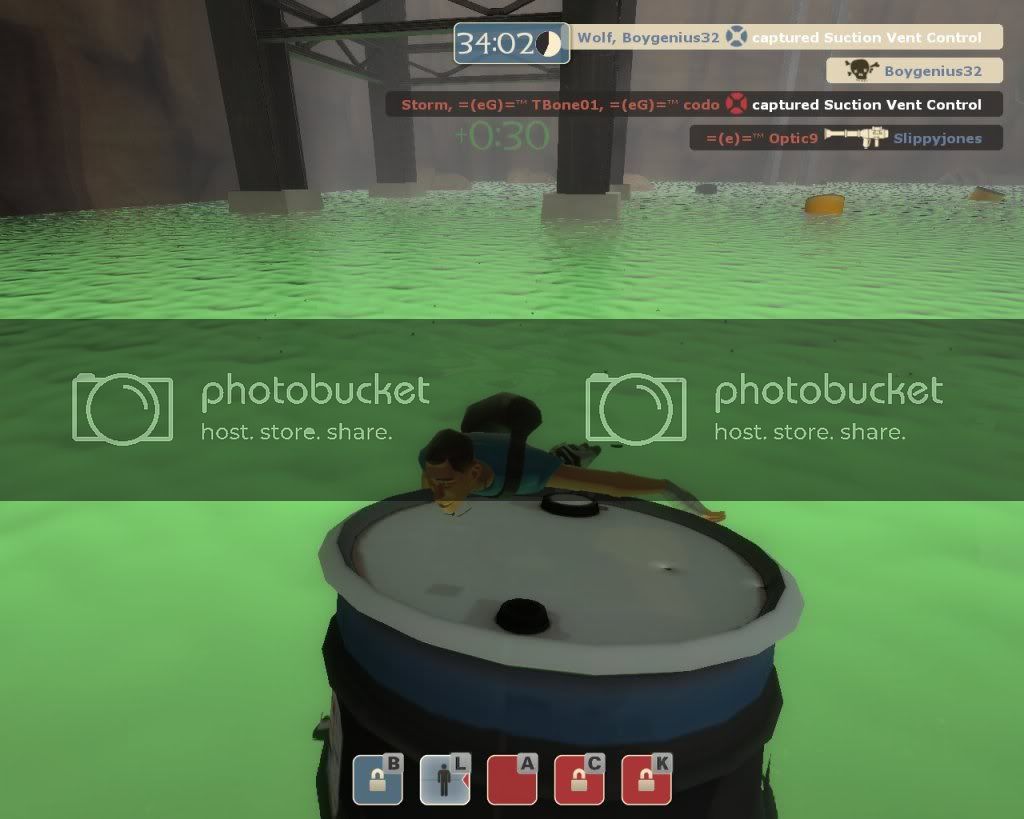 34:02
Wolf, Boygenius32 captured Suction Vent Control
Boygenius32
Storm, =(eG)=™ TBone01, =(eG)=™ codo captured Suction Vent Control
+0:30
=(e)=™ Optic9 Slippyjones
photobucket
host. store. share.
photobucket
host. store. share.
B
L
A
C
K